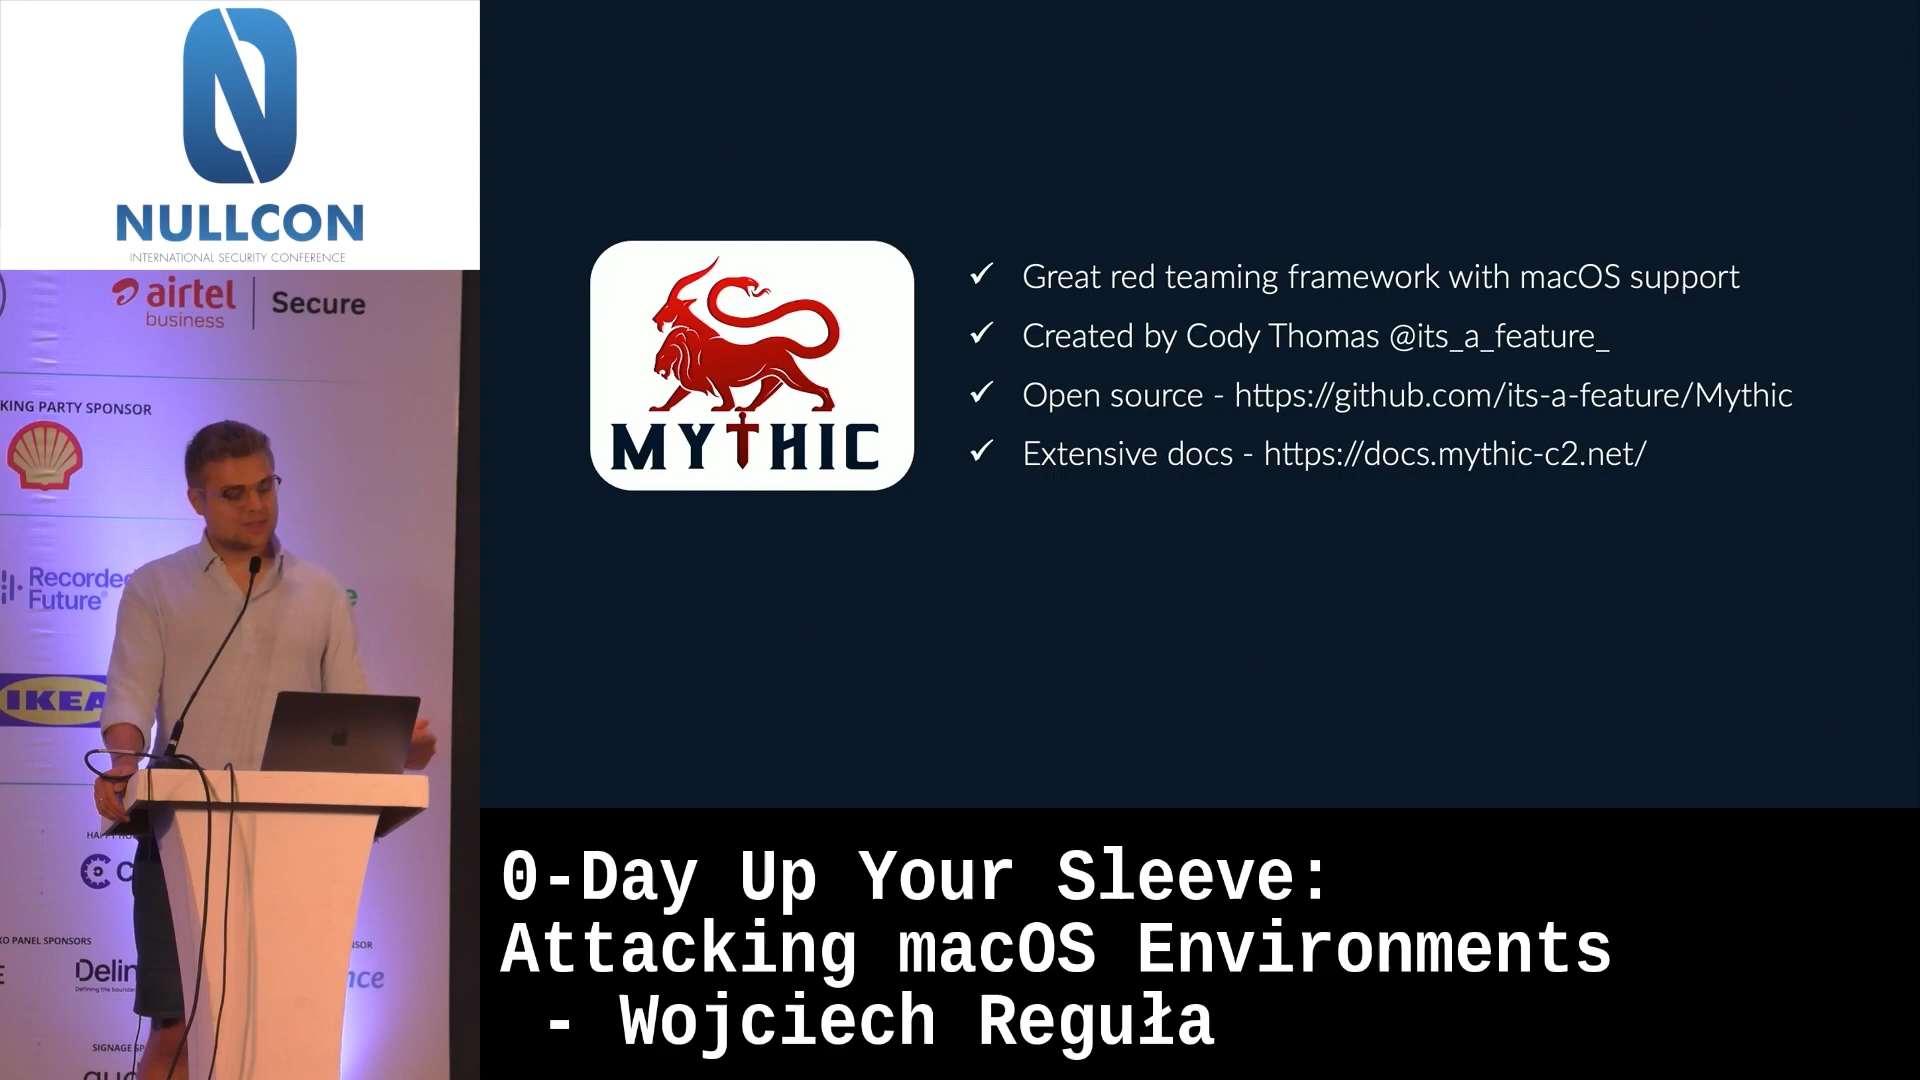 NULLCON
INTERNATIONAL SECURITY CONFERENCE
airtel
business
Secure
KING PARTY SPONSOR
Recorded
Future
IKEA
PANEL SPONSORS
Delin
nce
MYTHIC
✓ Great red teaming framework with macOS support
✓ Created by Cody Thomas @its_a_feature_
✓ Open source - https://github.com/its-a-feature/Mythic
✓ Extensive docs - https://docs.mythic-c2.net/
0-Day Up Your Sleeve:
Attacking macOS Environments
- Wojciech Reguła